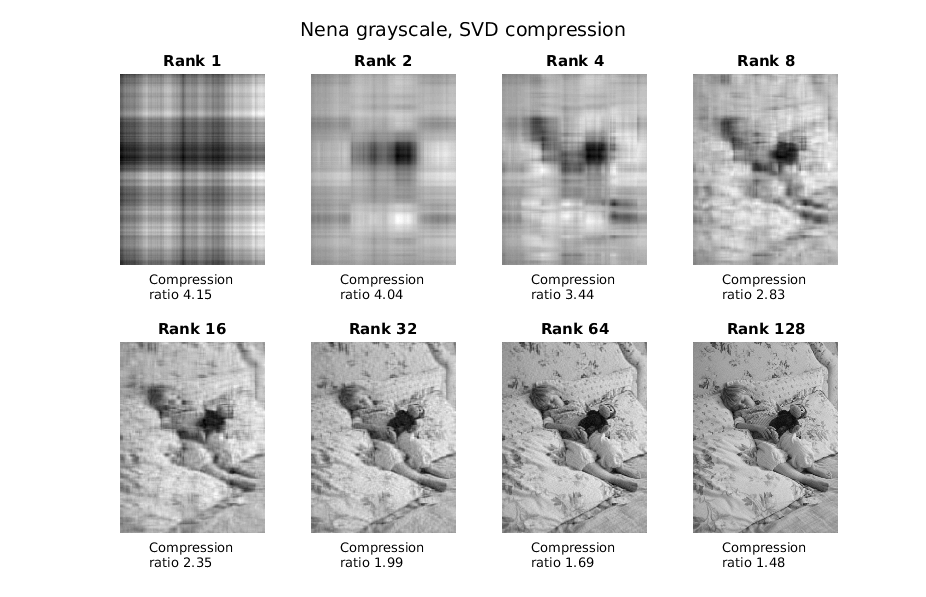 Nena grayscale, SVD compression
Rank 1
Rank 2
Rank 4
Rank 8
Compression
ratio 4.15
Compression
ratio 4.04
Compression
ratio 3.44
Compression
ratio 2.83
Rank 16
Rank 32
Rank 64
Rank 128
Compression
ratio 2.35
Compression
ratio 1.99
Compression
ratio 1.69
Compression
ratio 1.48